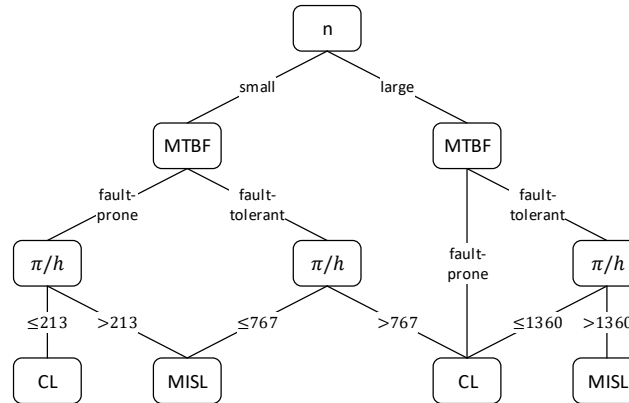 n
small
large
MTBF
MTBF
fault-
prone
fault-
tolerant
fault-
prone
fault-
tolerant
π/h
π/h
π/h
≤213
>213
≤767
>767
≤1360
>1360
CL
MISL
CL
MISL